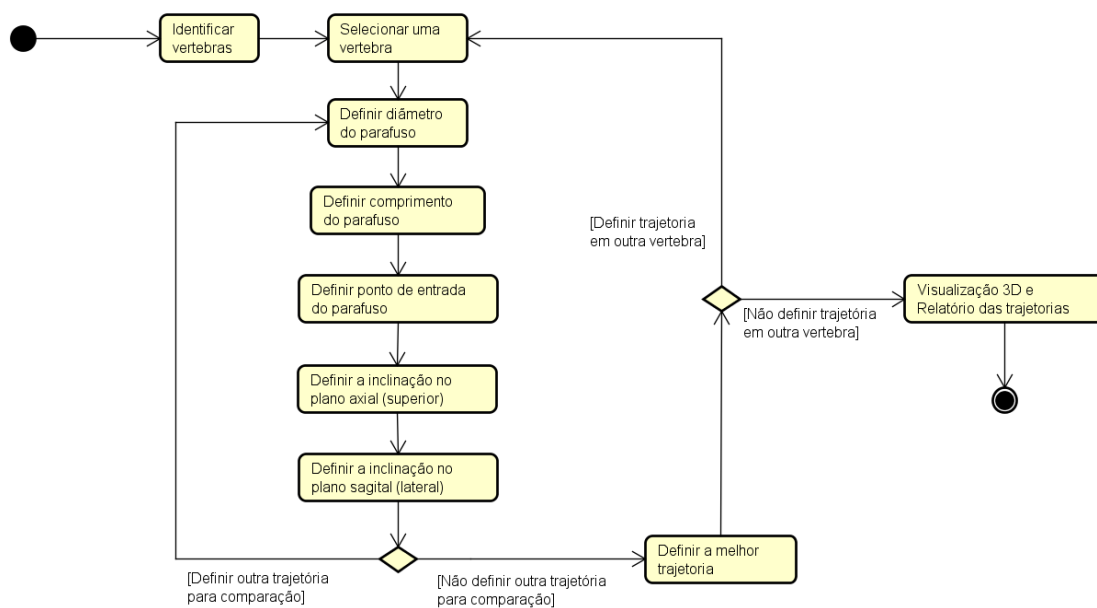 Identificar
vertebras
Selecionar uma
vertebra
Definir diâmetro
do parafuso
Definir comprimento
do parafuso
Definir ponto de entrada
do parafuso
Definir a inclinação no
plano axial (superior)
Definir a inclinação no
plano sagital (lateral)
[Definir outra trajetória
para comparação]
[Não definir outra trajetória
para comparação]
Definir a melhor
trajetoria
[Definir trajetoria
em outra vertebra]
[Não definir trajetória
em outra vertebra]
Visualização 3D e
Relatório das trajetorias